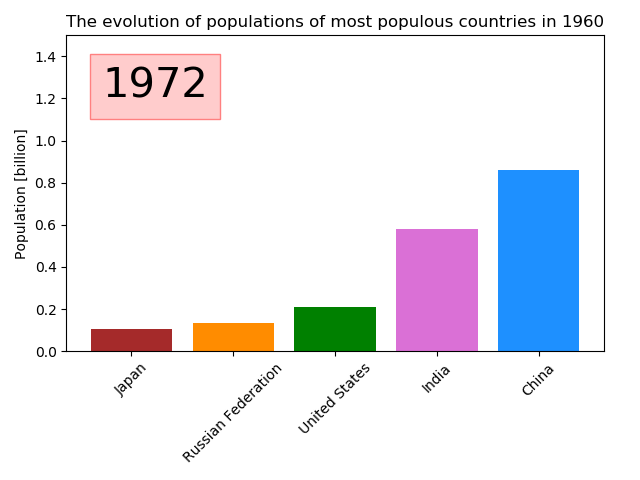 The evolution of populations of most populous countries in 1960
1972
Population [billion]
1.4
1.2
1.0
0.8
0.6
0.4
0.2
0.0
Japan
Russian Federation
United States
India
China